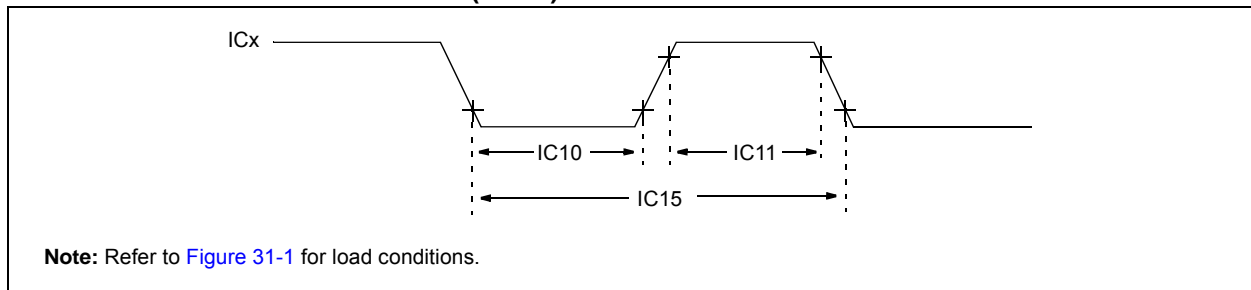 ICx
IC10
IC11
IC15
Note: Refer to Figure 31-1 for load conditions.